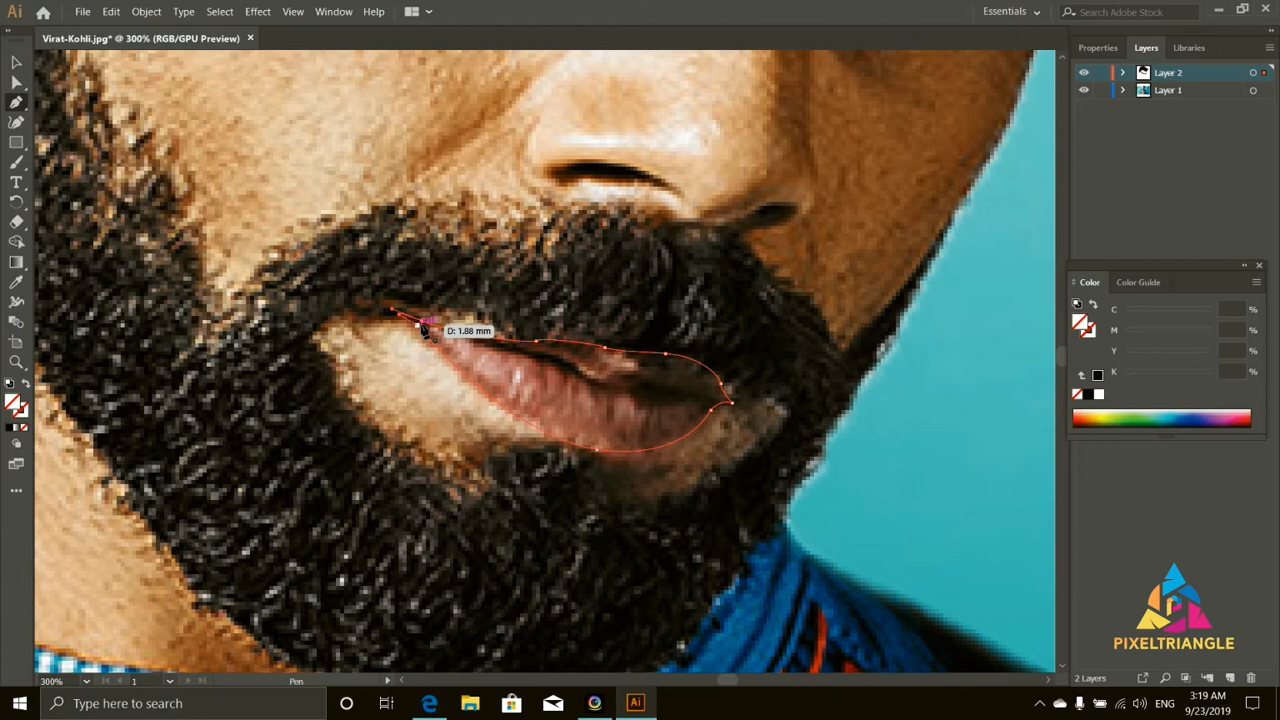 Ai
File Edit Object Type Select Effect View Window Help
Essentials
Search Adobe Stock
Virat-Kohli.jpg* @ 300% (RGB/GPU Preview)
Properties Layers Libraries
Layer 2
Layer 1
D: 1.88 mm
Color Color Guide
C %
M %
Y %
K %
PIXELTRIANGLE
300% 1 Pen
2 Layers
Type here to search
Ai
ENG
3:19 AM
9/23/2019